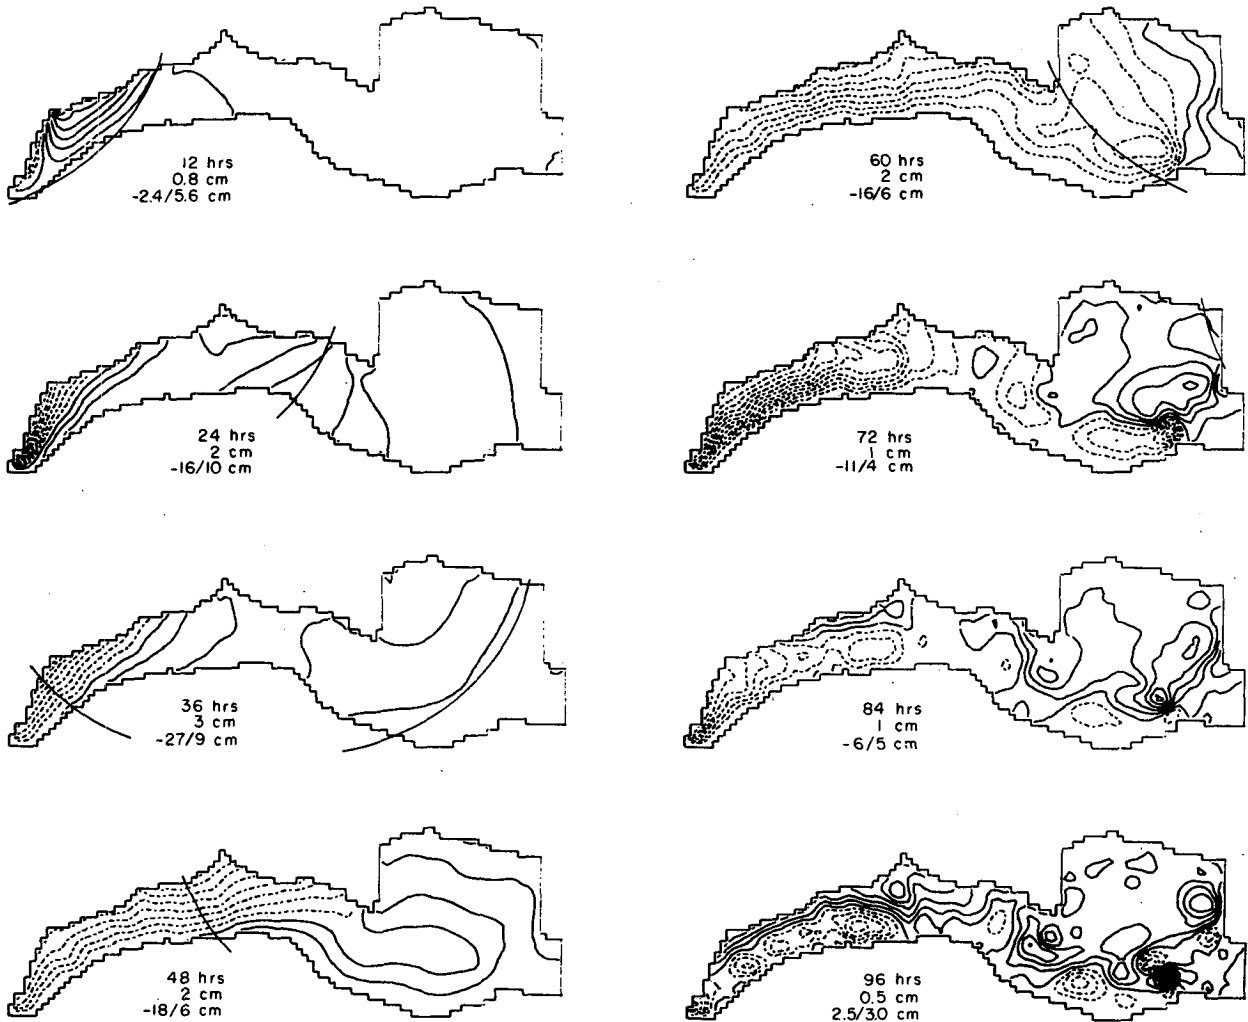 12 hrs
0.8 cm
-2.4/5.6 cm
24 hrs
2 cm
-16/10 cm
36 hrs
3 cm
-27/9 cm
48 hrs
2 cm
-18/6 cm
60 hrs
2 cm
-16/6 cm
72 hrs
1 cm
-11/4 cm
84 hrs
1 cm
-6/5 cm
96 hrs
0.5 cm
2.5/3.0 cm